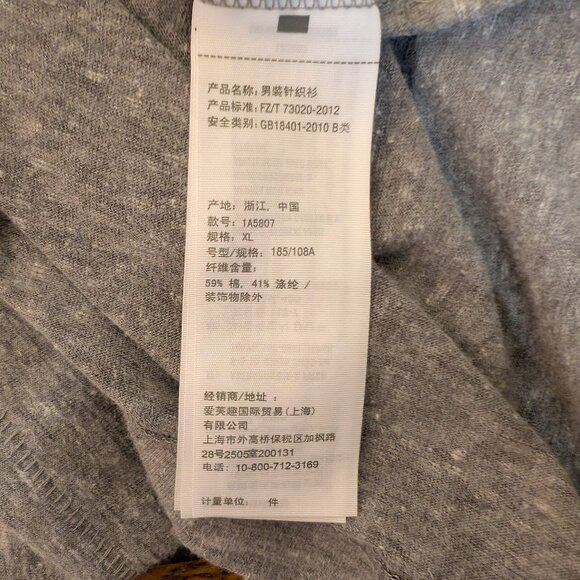 产品名称: 男装针织衫
产品标准: FZ/T 73020-2012
安全类别: GB18401-2010 B类
产地: 浙江, 中国
款号: 1A5807
规格: XL
号型/规格: 185/108A
纤维含量:
59% 棉, 41% 涤纶 /
装饰物除外
经销商/地址 :
爱芙趣国际贸易(上海)
有限公司
上海市外高桥保税区加枫路
28号2505室200131
电话: 10-800-712-3169
计量单位: 件